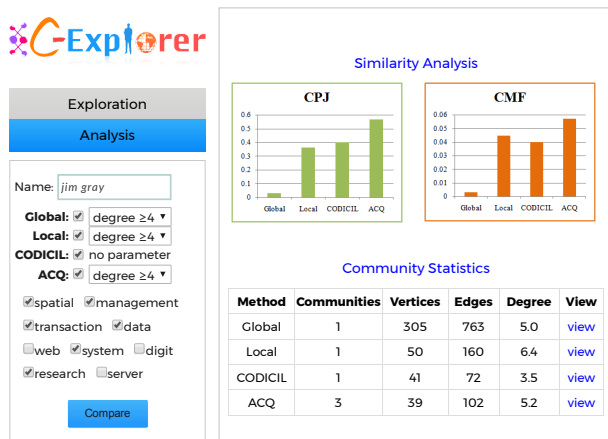 C-Explorer
Exploration
Analysis
Name: jim gray
Global: degree ≥4
Local: degree ≥4
CODICIL: no parameter
ACQ: degree ≥4
spatial management
transaction data
web system digit
research server
Compare
Similarity Analysis
CPJ
0.6
0.5
0.4
0.3
0.2
0.1
0
Global Local CODICIL ACQ
CMF
0.06
0.05
0.04
0.03
0.02
0.01
0
Global Local CODICIL ACQ
Community Statistics
Method Communities Vertices Edges Degree View
Global 1 305 763 5.0 view
Local 1 50 160 6.4 view
CODICIL 1 41 72 3.5 view
ACQ 3 39 102 5.2 view